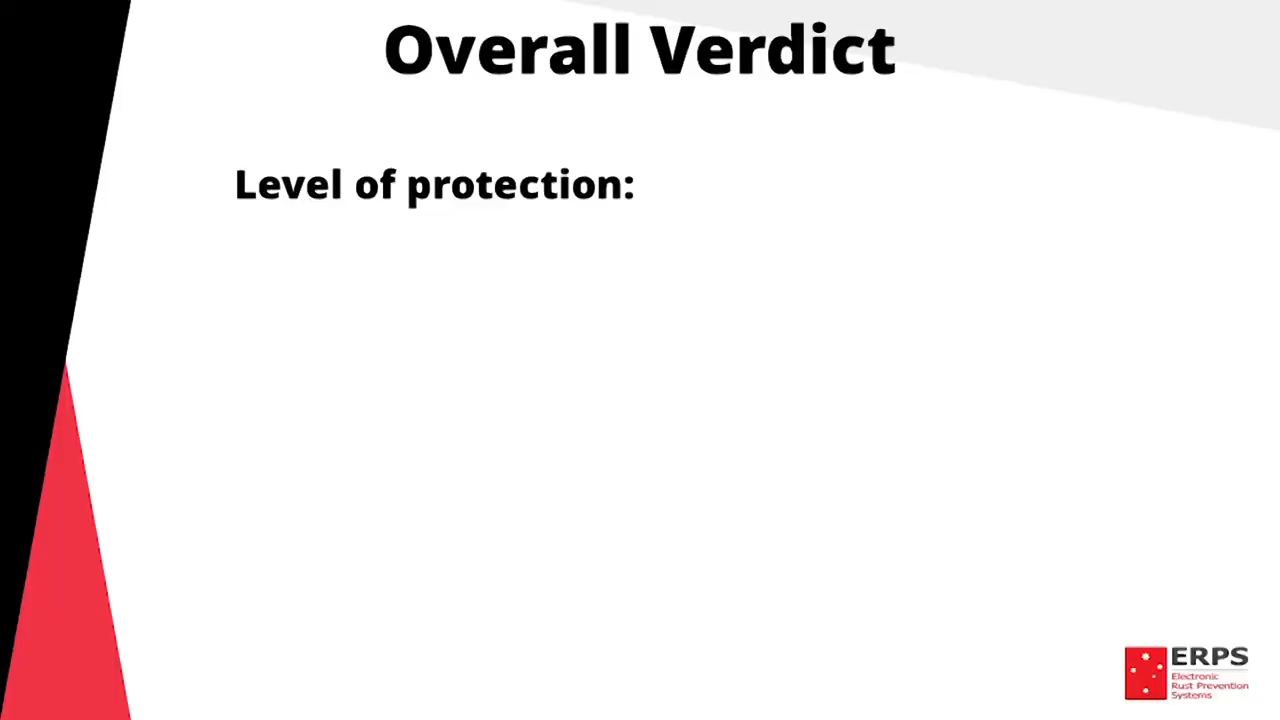 Overall Verdict
Level of protection:
ERPS
Electronic
Rust Prevention
Systems